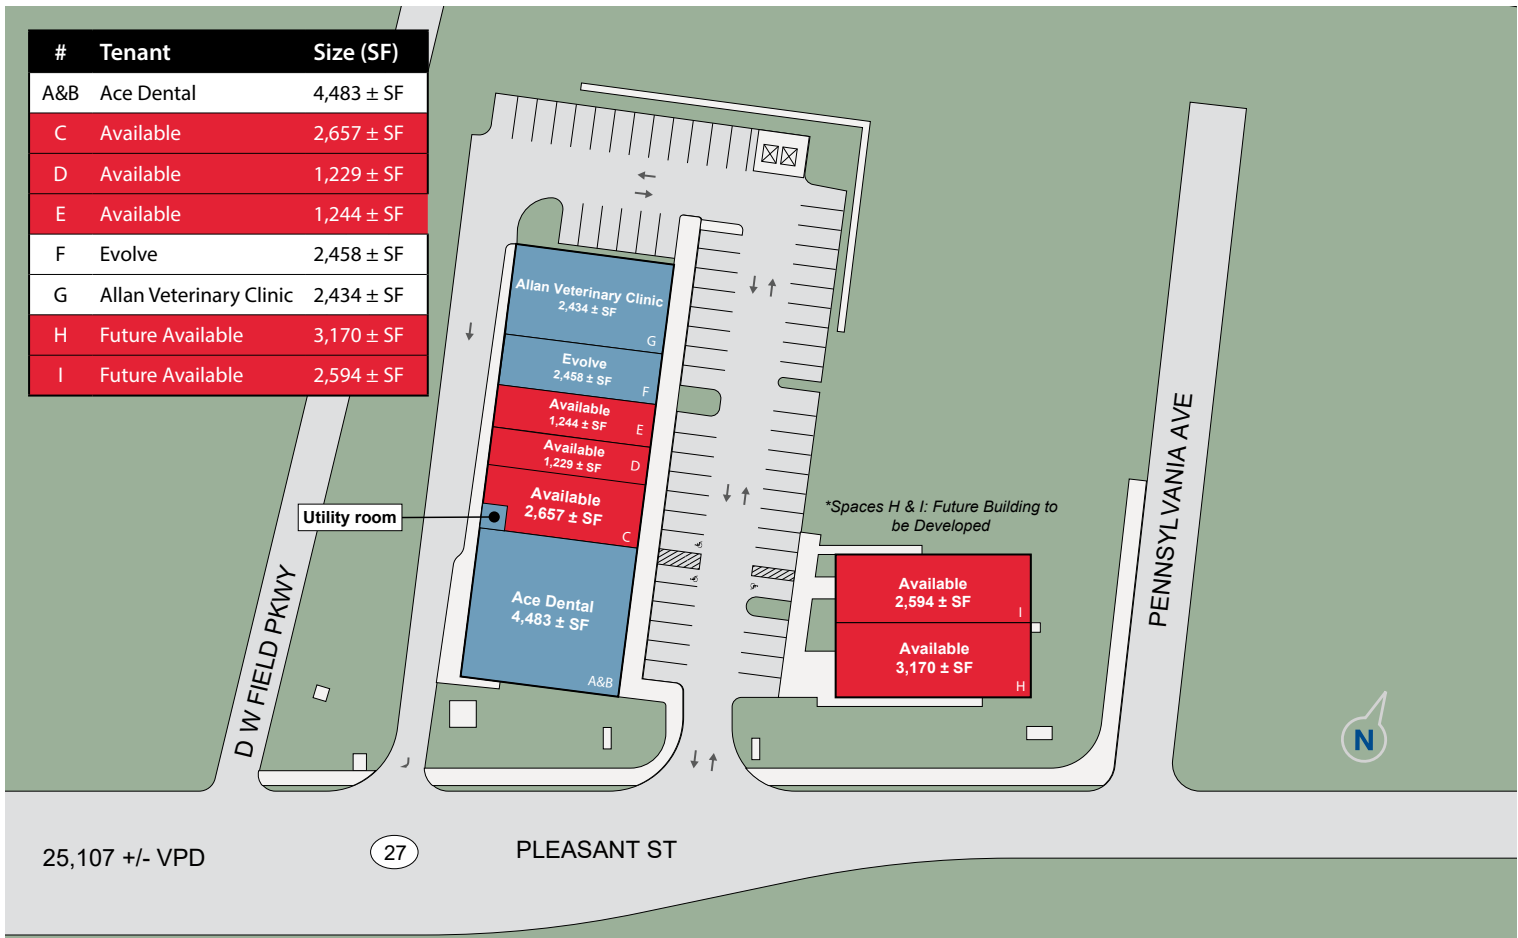 # Tenant Size (SF)
A&B Ace Dental 4,483 ± SF
C Available 2,657 ± SF
D Available 1,229 ± SF
E Available 1,244 ± SF
F Evolve 2,458 ± SF
G Allan Veterinary Clinic 2,434 ± SF
H Future Available 3,170 ± SF
I Future Available 2,594 ± SF
Allan Veterinary Clinic
2,434 ± SF
G
Evolve
2,458 ± SF
F
Available
1,244 ± SF
E
Available
1,229 ± SF
D
Available
2,657 ± SF
C
Utility room
Ace Dental
4,483 ± SF
A&B
*Spaces H & I: Future Building to
be Developed
Available
2,594 ± SF
I
Available
3,170 ± SF
H
D W FIELD PKWY
PENNSYLVANIA AVE
N
25,107 +/- VPD
27
PLEASANT ST